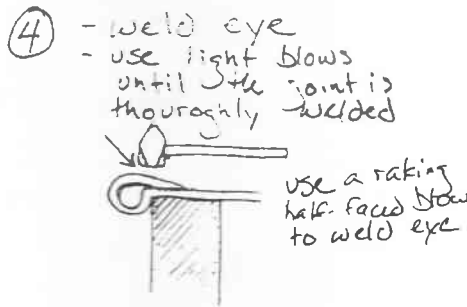 ④ - weld eye
- use light blows
until the joint is
thouroghly welded
use a raking
half-faced blow
to weld eye